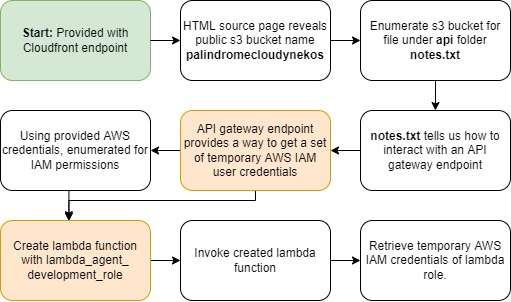 Start: Provided with
Cloudfront endpoint
HTML source page reveals
public s3 bucket name
palindromecloudynekos
Enumerate s3 bucket for
file under api folder
notes.txt
notes.txt tells us how to
interact with an API
gateway endpoint
API gateway endpoint
provides a way to get a set
of temporary AWS IAM
user credentials
Using provided AWS
credentials, enumerated for
IAM permissions
Create lambda function
with lambda_agent_
development_role
Invoke created lambda
function
Retrieve temporary AWS
IAM credentials of lambda
role.